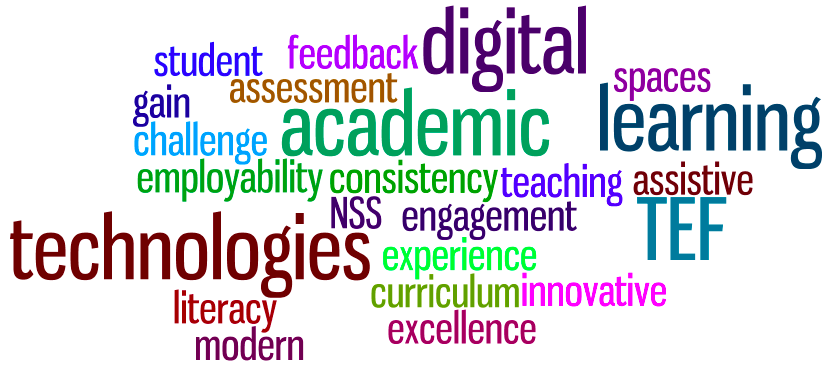 digital
student feedback
spaces
assessment
gain
learning
academic
challenge
employability consistency teaching assistive
NSS engagement TEF
technologies
experience
curriculum innovative
literacy
excellence
modern